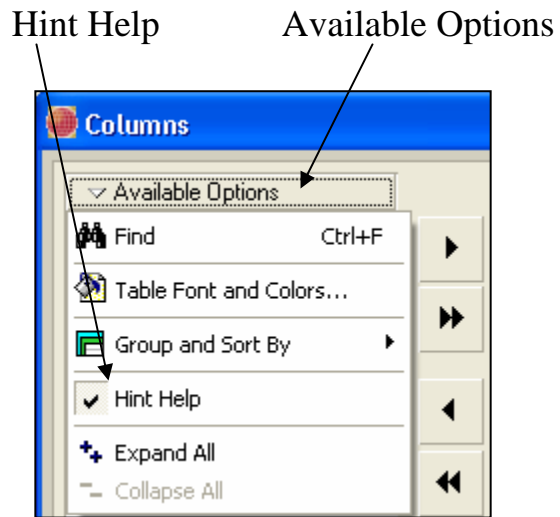 Hint Help Available Options
Columns
Available Options
Find Ctrl+F
Table Font and Colors...
Group and Sort By
Hint Help
Expand All
Collapse All